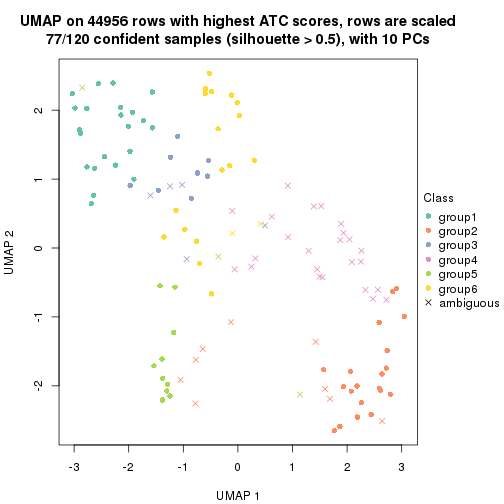 UMAP on 44956 rows with highest ATC scores, rows are scaled
77/120 confident samples (silhouette > 0.5), with 10 PCs
Class
group1
group2
group3
group4
group5
group6
ambiguous
UMAP 2
2
1
0
-1
-2
-3
-2
-1
0
1
2
3
UMAP 1